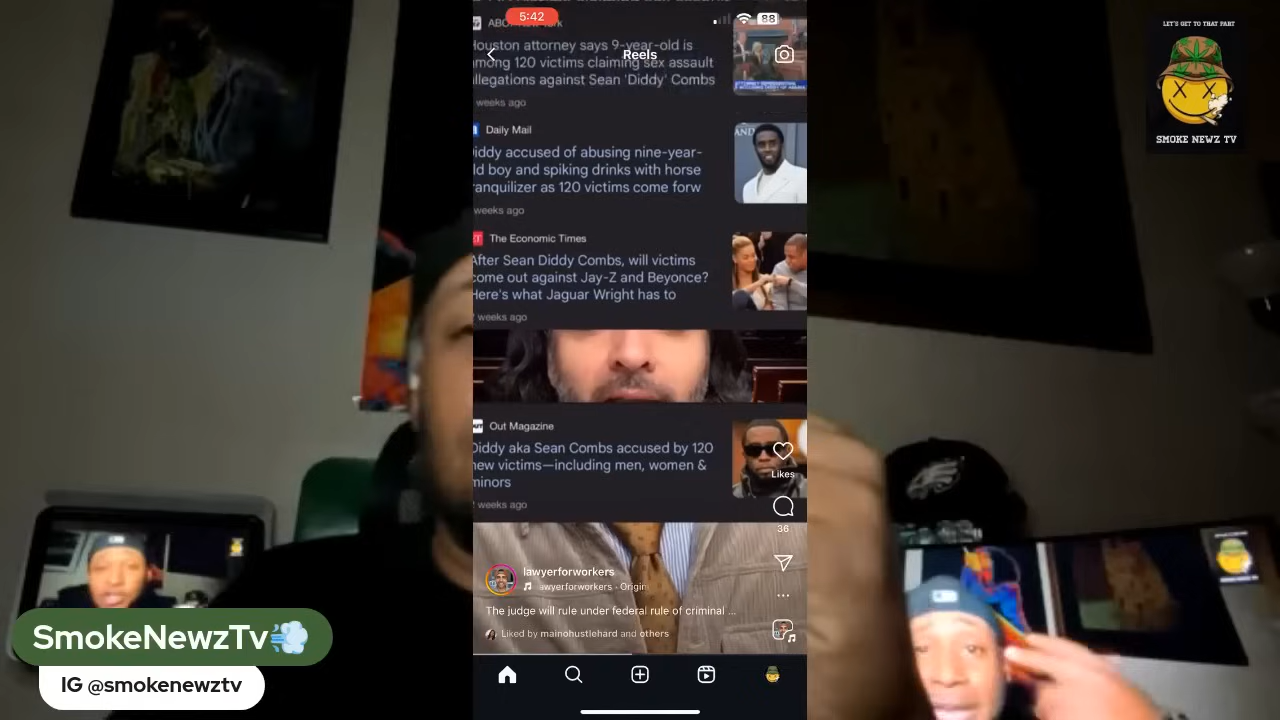 5:42
88
Reels
Houston attorney says 9-year-old is
among 120 victims claiming sex assault
allegations against Sean 'Diddy' Combs
weeks ago
Daily Mail
iddy accused of abusing nine-year-
ld boy and spiking drinks with horse
ranquilizer as 120 victims come forw
weeks ago
The Economic Times
After Sean Diddy Combs, will victims
come out against Jay-Z and Beyonce?
Here's what Jaguar Wright has to
weeks ago
Out Magazine
Diddy aka Sean Combs accused by 120
new victims—including men, women &
minors
weeks ago
Likes
36
lawyerforworkers
awyerforworkers · Origin
The judge will rule under federal rule of criminal ...
Liked by mainohustlehard and others
SmokeNewzTv💨
IG @smokenewztv
LET'S GET TO THAT PART
SMOKE NEWZ TV